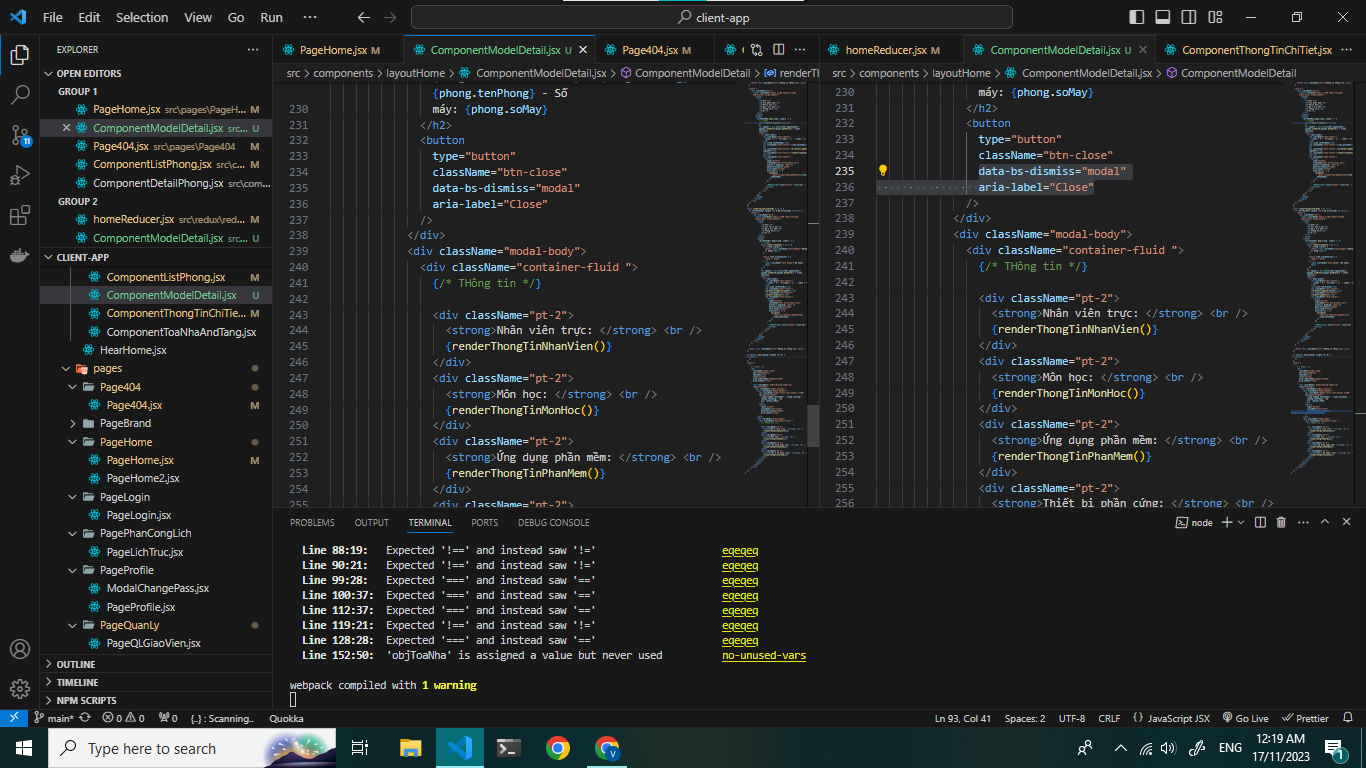 File Edit Selection View Go Run ··· client-app
EXPLORER ···
OPEN EDITORS
GROUP 1
PageHome.jsx src\pages\PageH... M
ComponentModelDetail.jsx src... U
Page404.jsx src\pages\Page404 M
ComponentListPhong.jsx src\c... M
ComponentDetailPhong.jsx src\com...
GROUP 2
homeReducer.jsx src\redux\red... M
ComponentModelDetail.jsx src... U
CLIENT-APP
ComponentListPhong.jsx M
ComponentModelDetail.jsx U
ComponentThongTinChiTie... M
ComponentToaNhaAndTang.jsx
HearHome.jsx
pages
Page404
Page404.jsx M
PageBrand
PageHome
PageHome.jsx M
PageHome2.jsx
PageLogin
PageLogin.jsx
PagePhanCongLich
PageLichTruc.jsx
PageProfile
ModalChangePass.jsx
PageProfile.jsx
PageQuanLy
PageQLGiaoVien.jsx
OUTLINE
TIMELINE
NPM SCRIPTS
PageHome.jsx M ComponentModelDetail.jsx U Page404.jsx M
src > components > layoutHome > ComponentModelDetail.jsx > ComponentModelDetail > renderTh
{phong.tenPhong} - Số
230 máy: {phong.soMay}
231 </h2>
232 <button
233 type="button"
234 className="btn-close"
235 data-bs-dismiss="modal"
236 aria-label="Close"
237 />
238 </div>
239 <div className="modal-body">
240 <div className="container-fluid ">
241 {/* THông tin */}
242
243 <div className="pt-2">
244 <strong>Nhân viên trực: </strong> <br />
245 {renderThongTinNhanVien()}
246 </div>
247 <div className="pt-2">
248 <strong>Môn học: </strong> <br />
249 {renderThongTinMonHoc()}
250 </div>
251 <div className="pt-2">
252 <strong>Ứng dụng phần mềm: </strong> <br />
253 {renderThongTinPhanMem()}
254 </div>
255 <div className="pt-2">
homeReducer.jsx M ComponentModelDetail.jsx U ComponentThongTinChiTiet.jsx ···
src > components > layoutHome > ComponentModelDetail.jsx > ComponentModelDetail
230 máy: {phong.soMay}
231 </h2>
232 <button
233 type="button"
234 className="btn-close"
235 data-bs-dismiss="modal"
236 aria-label="Close"
237 />
238 </div>
239 <div className="modal-body">
240 <div className="container-fluid ">
241 {/* THông tin */}
242
243 <div className="pt-2">
244 <strong>Nhân viên trực: </strong> <br />
245 {renderThongTinNhanVien()}
246 </div>
247 <div className="pt-2">
248 <strong>Môn học: </strong> <br />
249 {renderThongTinMonHoc()}
250 </div>
251 <div className="pt-2">
252 <strong>Ứng dụng phần mềm: </strong> <br />
253 {renderThongTinPhanMem()}
254 </div>
255 <div className="pt-2">
256 <strong>Thiết bị phần cứng: </strong> <br />
PROBLEMS OUTPUT TERMINAL PORTS DEBUG CONSOLE node
Line 88:19: Expected '!==' and instead saw '!=' eqeqeq
Line 90:21: Expected '!==' and instead saw '!=' eqeqeq
Line 99:28: Expected '===' and instead saw '==' eqeqeq
Line 100:37: Expected '===' and instead saw '==' eqeqeq
Line 112:37: Expected '===' and instead saw '==' eqeqeq
Line 119:21: Expected '!==' and instead saw '!=' eqeqeq
Line 128:28: Expected '===' and instead saw '==' eqeqeq
Line 152:50: 'objToaNha' is assigned a value but never used no-unused-vars
webpack compiled with 1 warning
main* 0 0 0 {..} : Scanning.. Quokka Ln 93, Col 41 Spaces: 2 UTF-8 CRLF {} JavaScript JSX Go Live Prettier
Type here to search ENG 12:19 AM
17/11/2023
1